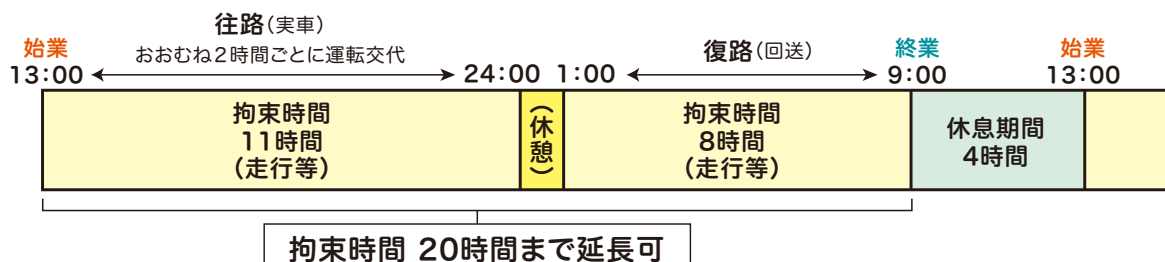 往路(実車)
おおむね2時間ごとに運転交代
復路(回送)
始業
終業
始業
13:00
24:00
1:00
9:00
13:00
拘束時間
11時間
(走行等)
(休憩)
拘束時間
8時間
(走行等)
休息期間
4時間
拘束時間 20時間まで延長可